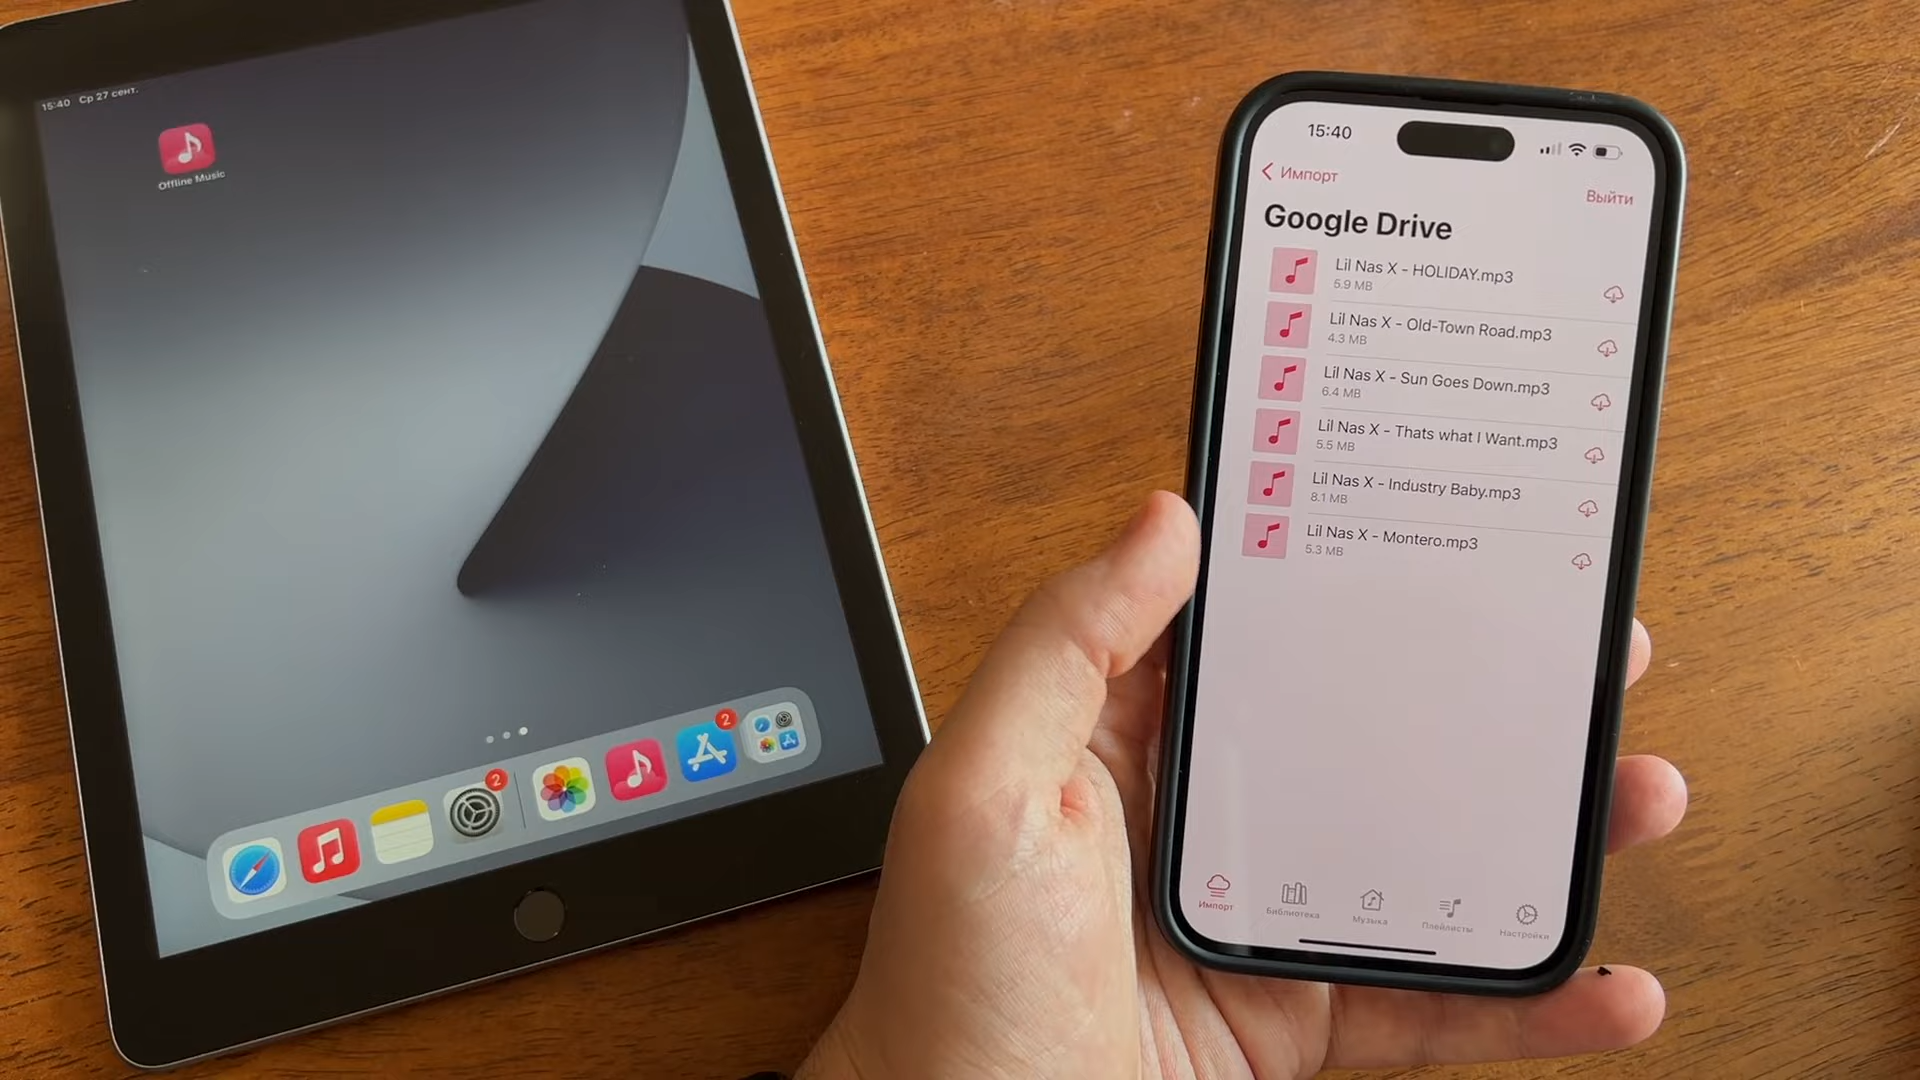 15:40 Ср 27 сент.
Offline Music
2
2
15:40
Импорт
Выйти
Google Drive
Lil Nas X - HOLIDAY.mp3
5.9 MB
Lil Nas X - Old-Town Road.mp3
4.3 MB
Lil Nas X - Sun Goes Down.mp3
6.4 MB
Lil Nas X - Thats what I Want.mp3
5.5 MB
Lil Nas X - Industry Baby.mp3
8.1 MB
Lil Nas X - Montero.mp3
5.3 MB
Импорт Библиотека Музыка Плейлисты Настройки